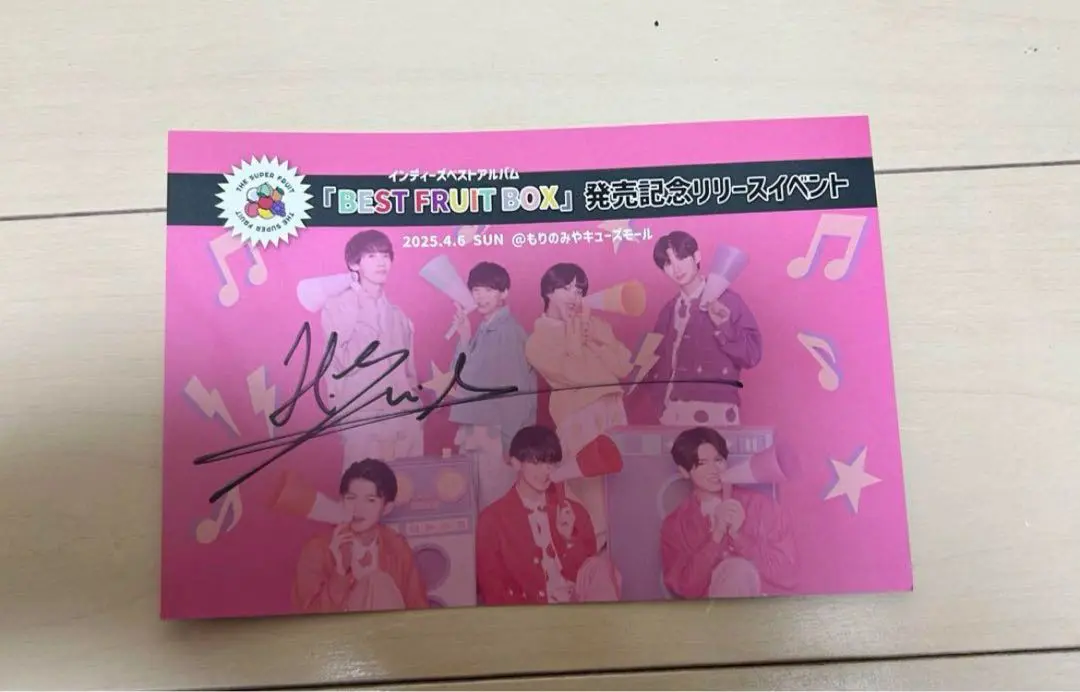 THE SUPER FRUIT THE SUPER FRUIT
インディーズベストアルバム
「BEST FRUIT BOX」発売記念リリースイベント
2025.4.6 SUN @もりのみやキューズモール